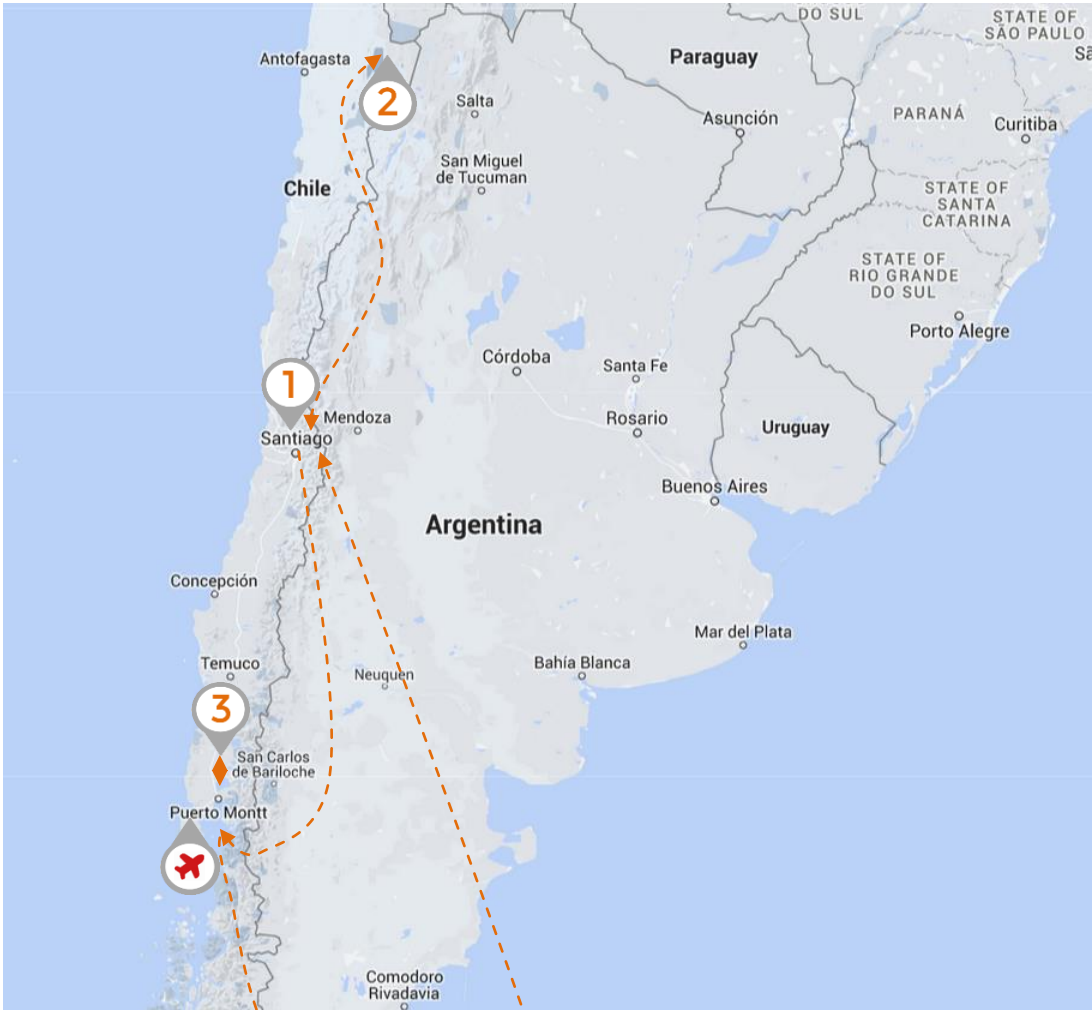 DO SUL
STATE OF
SÃO PAULO
Sã
Antofagasta
Paraguay
2
Salta
PARANÁ
Asunción
Curitiba
San Miguel
de Tucuman
Chile
STATE OF
SANTA
CATARINA
STATE OF
RIO GRANDE
DO SUL
Porto Alegre
Córdoba
Santa Fe
1
Mendoza
Rosario
Uruguay
Santiago
Buenos Aires
Argentina
Concepción
Mar del Plata
Temuco
Bahía Blanca
Neuquen
3
San Carlos
de Bariloche
Puerto Montt
Comodoro
Rivadavia